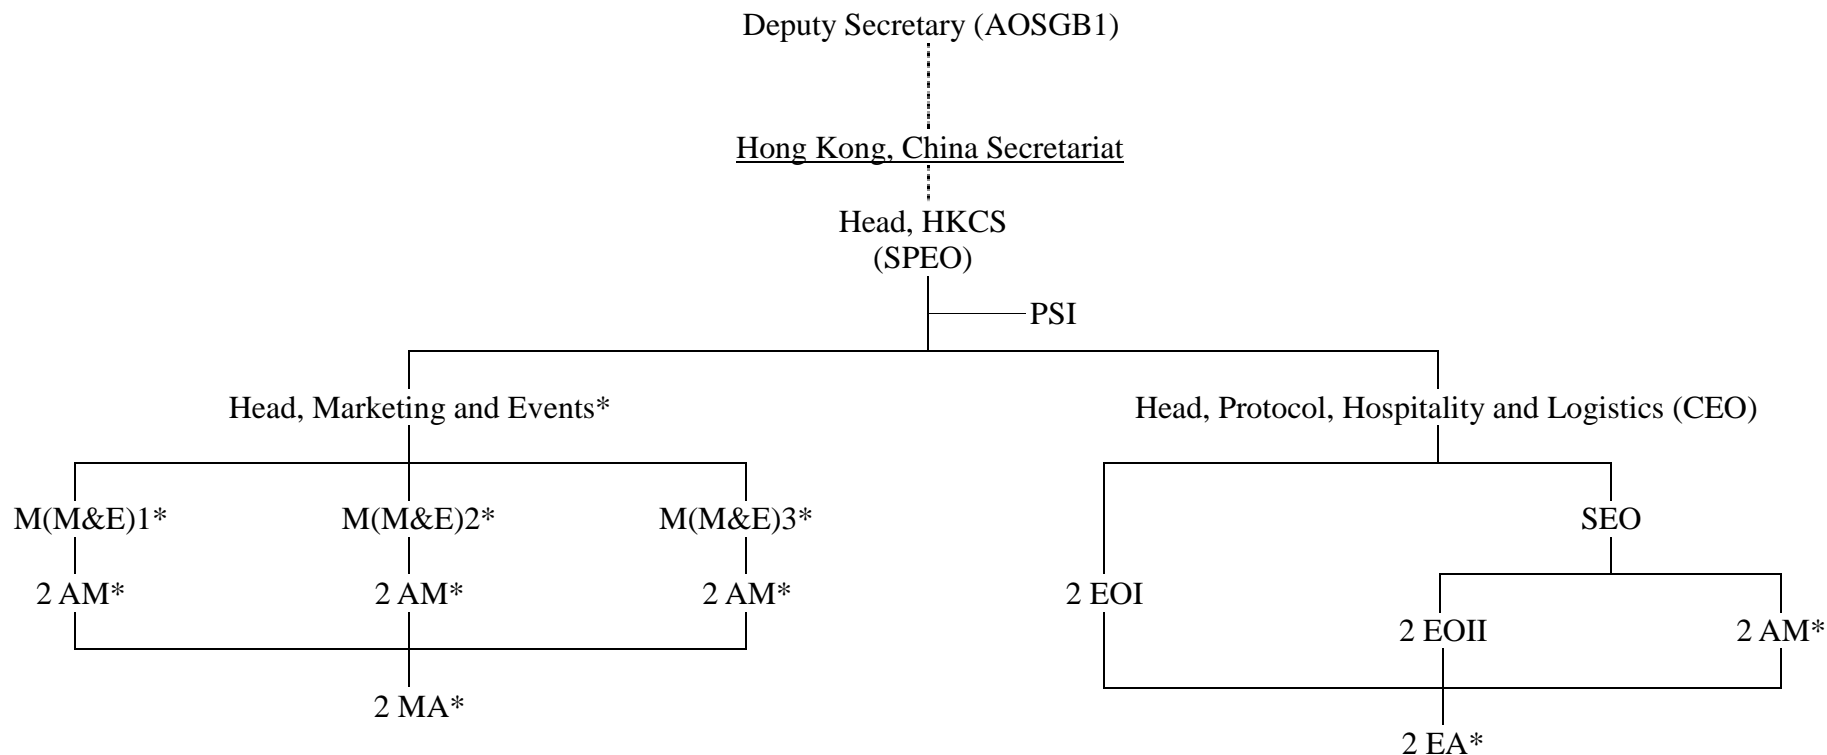 Deputy Secretary (AOSGB1)
Hong Kong, China Secretariat
Head, HKCS
(SPEO)
PSI
Head, Marketing and Events*
Head, Protocol, Hospitality and Logistics (CEO)
M(M&E)1*
M(M&E)2*
M(M&E)3*
SEO
2 AM*
2 AM*
2 AM*
2 EOI
2 EOII
2 AM*
2 MA*
2 EA*